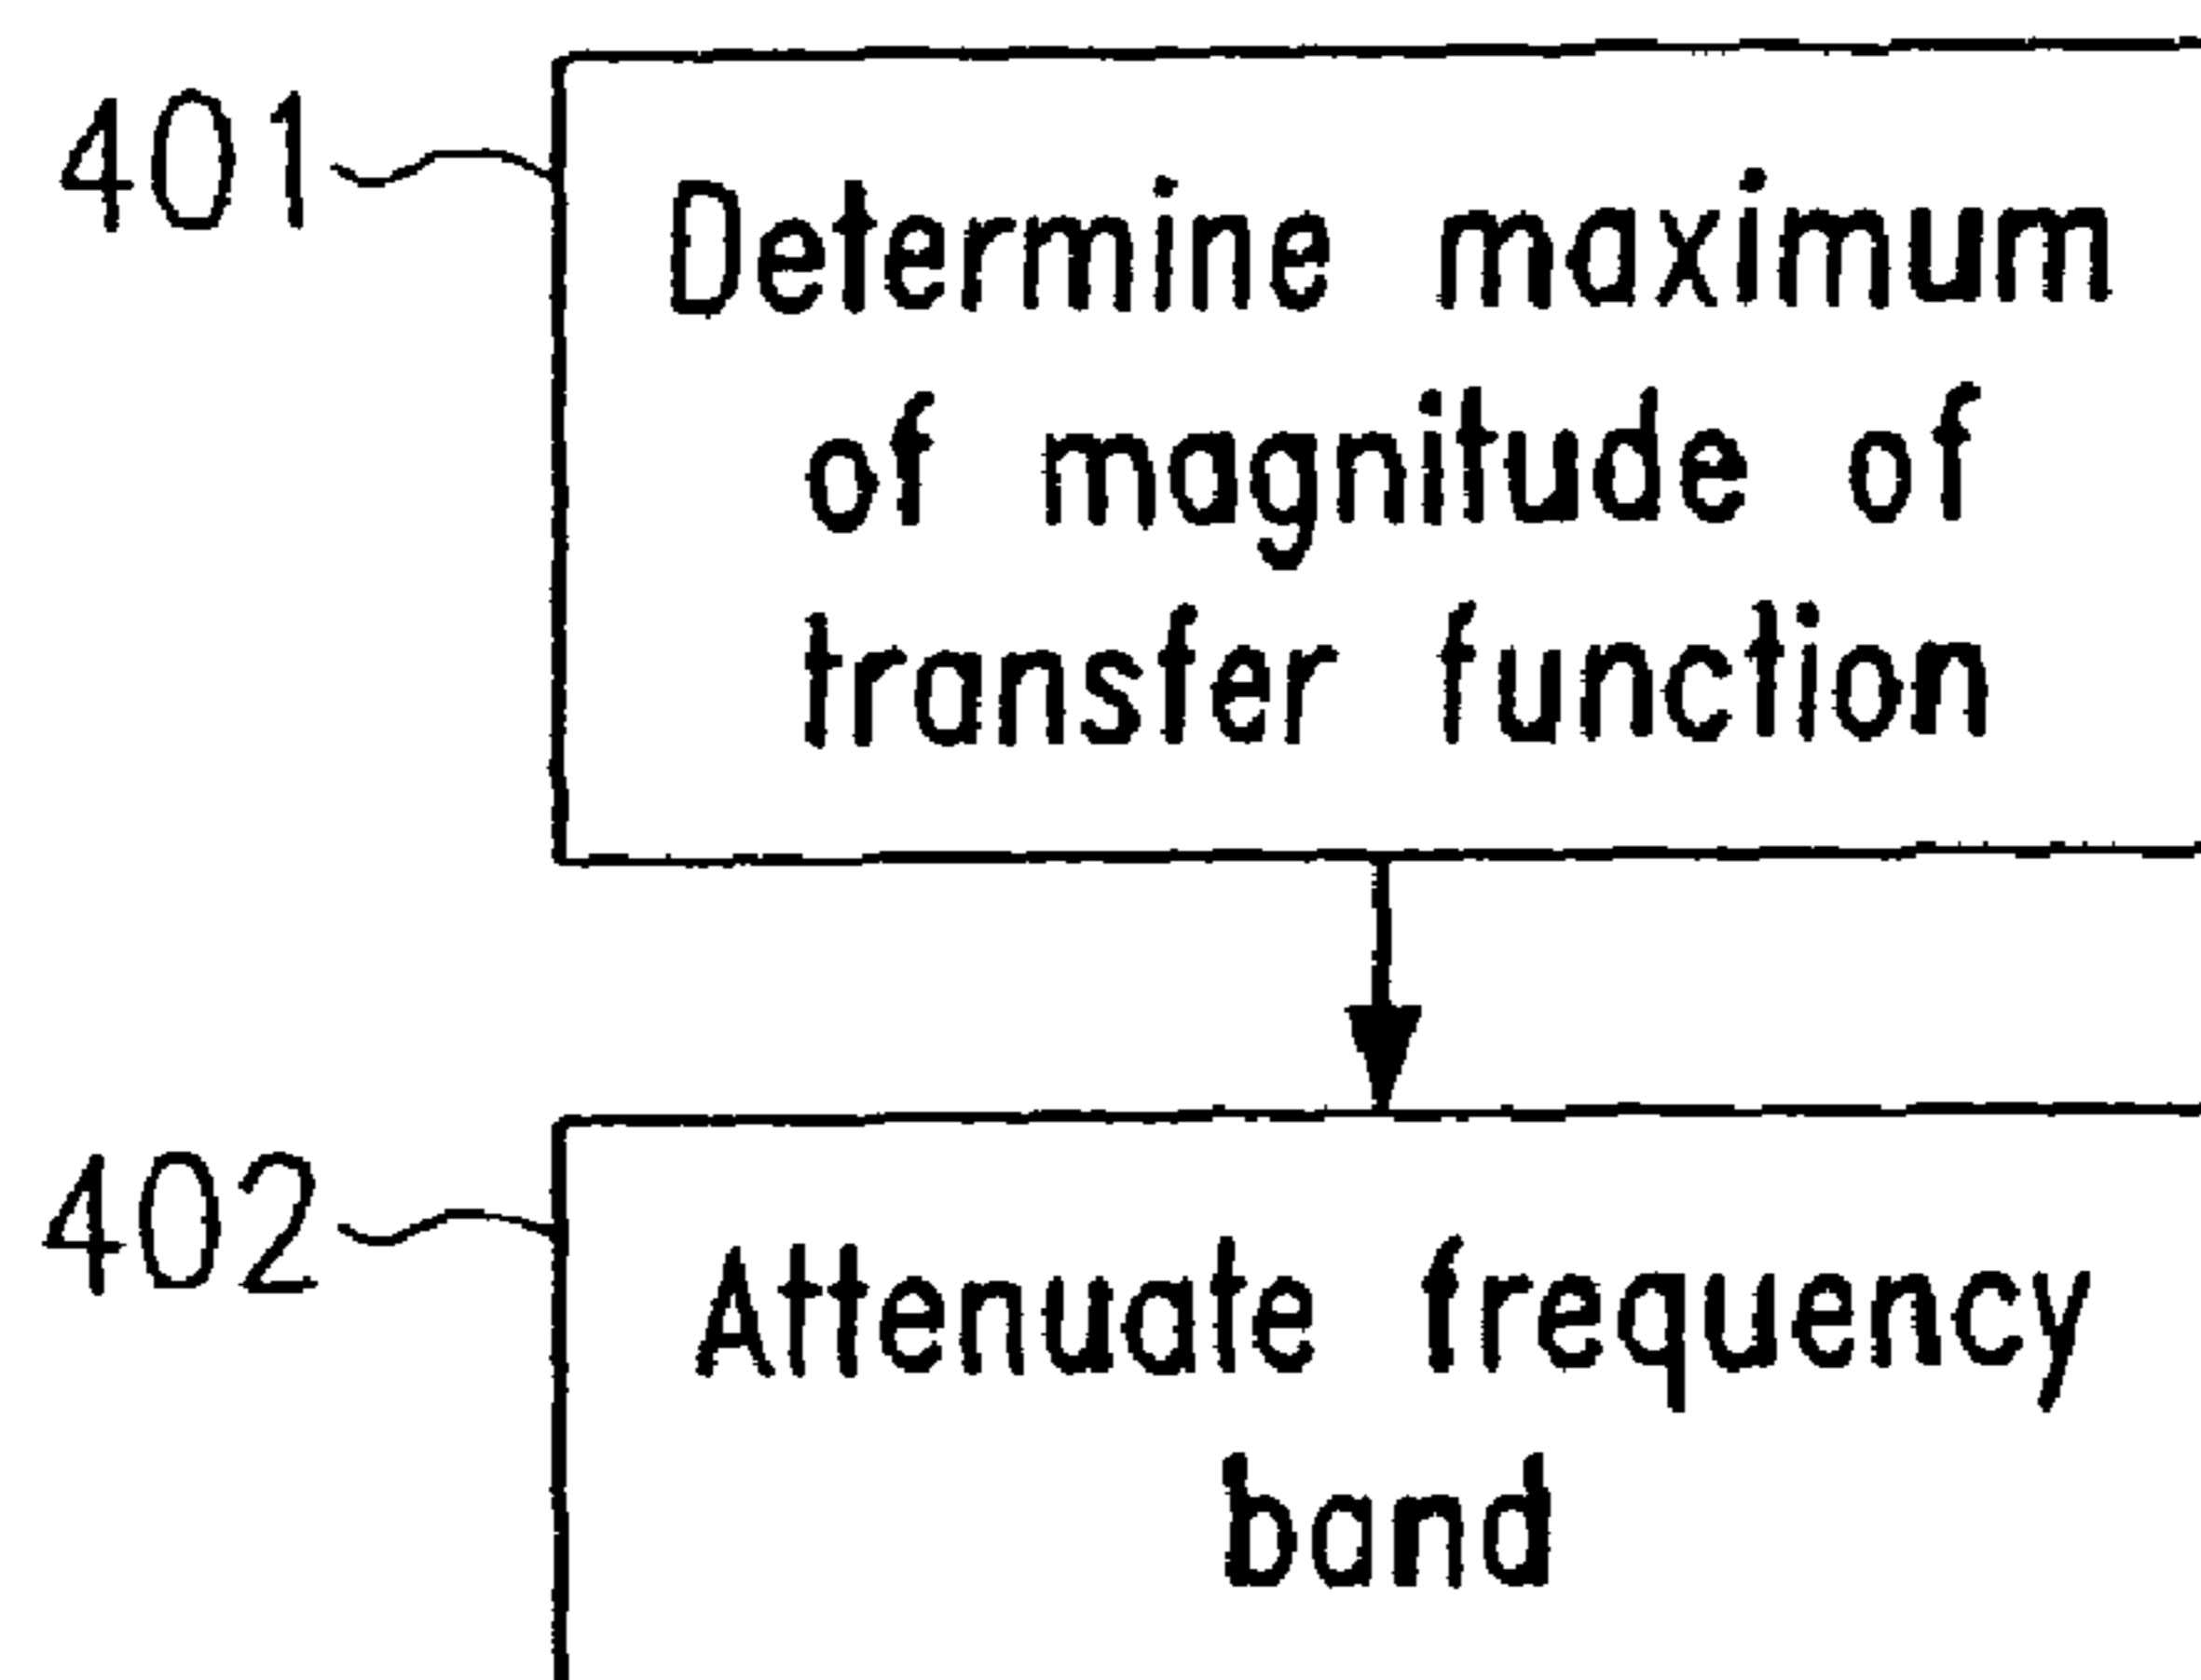 401
Determine maximum
of magnitude of
transfer function
402
Attenuate frequency
band